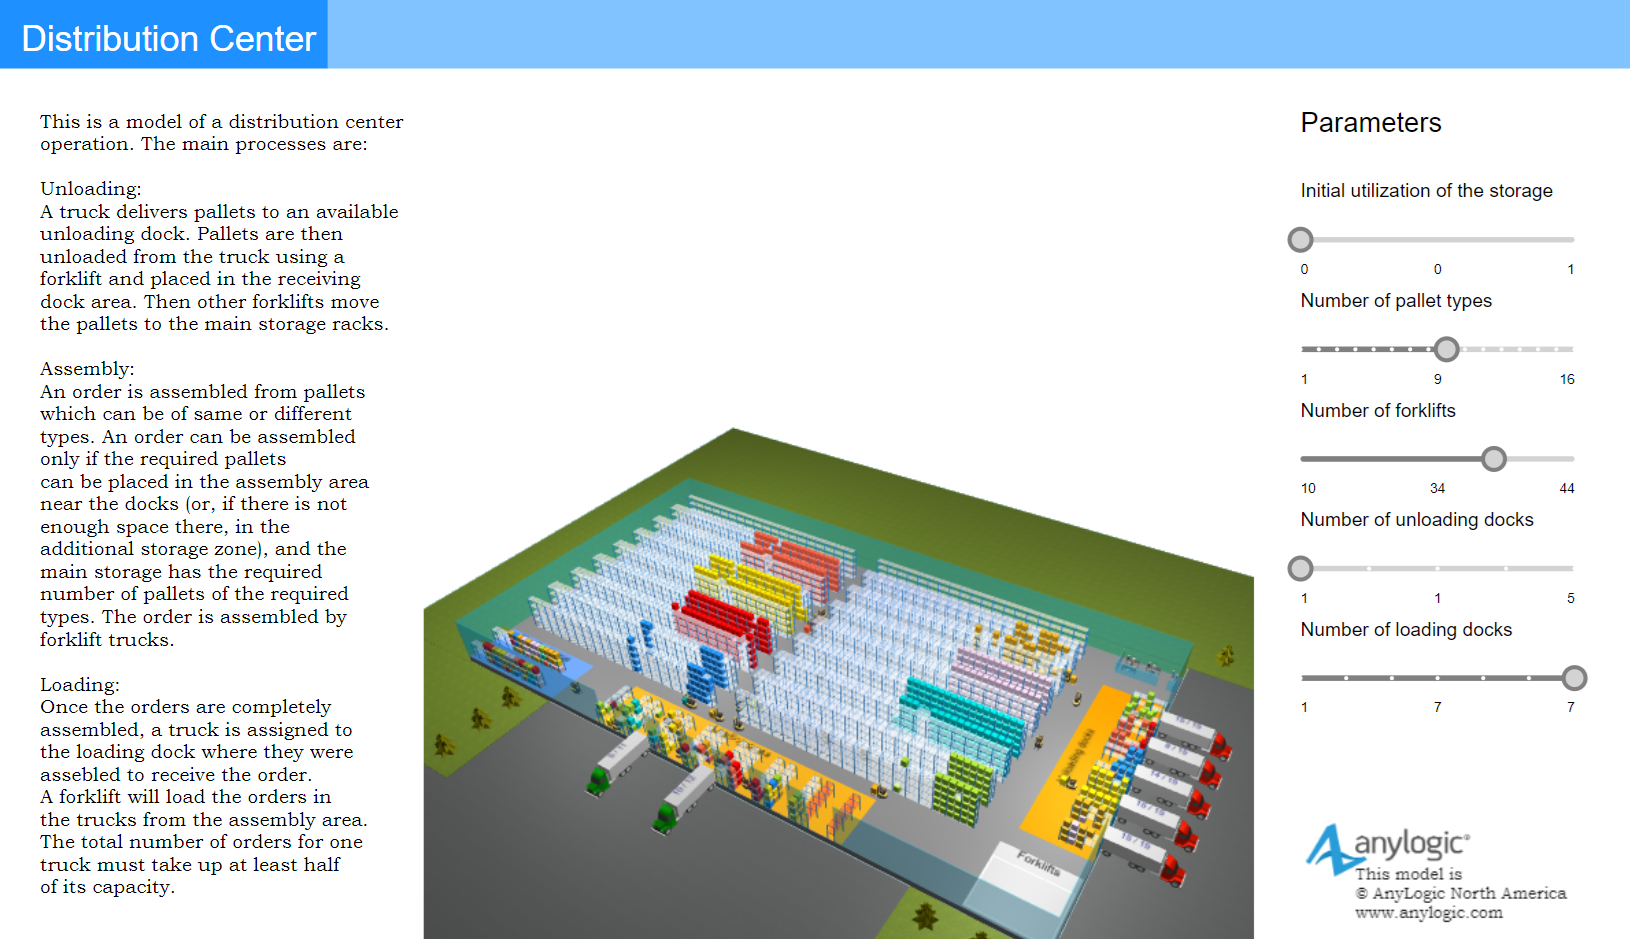 Distribution Center
This is a model of a distribution center
operation. The main processes are:
Unloading:
A truck delivers pallets to an available
unloading dock. Pallets are then
unloaded from the truck using a
forklift and placed in the receiving
dock area. Then other forklifts move
the pallets to the main storage racks.
Assembly:
An order is assembled from pallets
which can be of same or different
types. An order can be assembled
only if the required pallets
can be placed in the assembly area
near the docks (or, if there is not
enough space there, in the
additional storage zone), and the
main storage has the required
number of pallets of the required
types. The order is assembled by
forklift trucks.
Loading:
Once the orders are completely
assembled, a truck is assigned to
the loading dock where they were
assebled to receive the order.
A forklift will load the orders in
the trucks from the assembly area.
The total number of orders for one
truck must take up at least half
of its capacity.
Forklifts
Parameters
Initial utilization of the storage
0 0 1
Number of pallet types
1 9 16
Number of forklifts
10 34 44
Number of unloading docks
1 1 5
Number of loading docks
1 7 7
anylogic®
This model is
© AnyLogic North America
www.anylogic.com